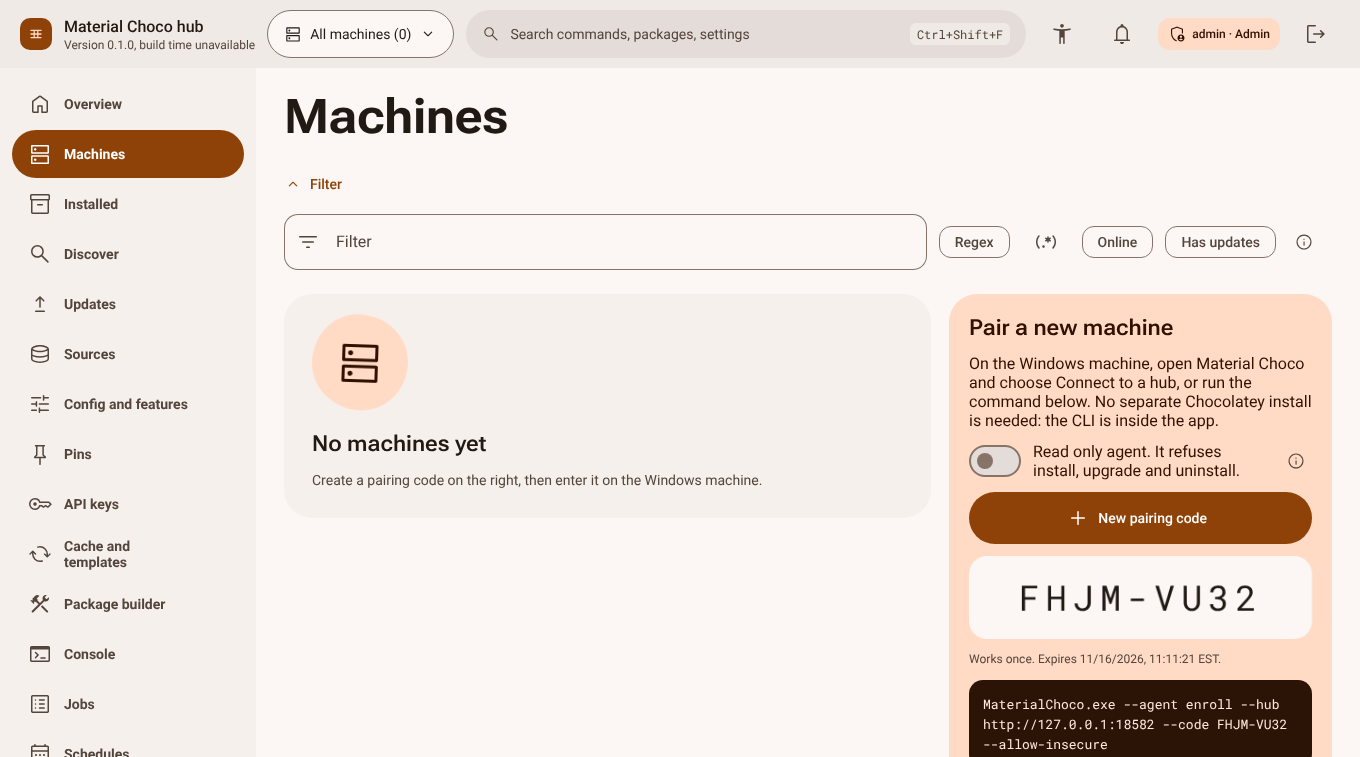 Material Choco hub
Version 0.1.0, build time unavailable
All machines (0)
Search commands, packages, settings
Ctrl+Shift+F
admin · Admin
Overview
Machines
Installed
Discover
Updates
Sources
Config and features
Pins
API keys
Cache and
templates
Package builder
Console
Jobs
Schedules
Machines
Filter
Filter
Regex
(.*)
Online
Has updates
No machines yet
Create a pairing code on the right, then enter it on the Windows machine.
Pair a new machine
On the Windows machine, open Material Choco
and choose Connect to a hub, or run the
command below. No separate Chocolatey install
is needed: the CLI is inside the app.
Read only agent. It refuses
install, upgrade and uninstall.
New pairing code
FHJM-VU32
Works once. Expires 11/16/2026, 11:11:21 EST.
MaterialChoco.exe --agent enroll --hub
http://127.0.0.1:18582 --code FHJM-VU32
--allow-insecure